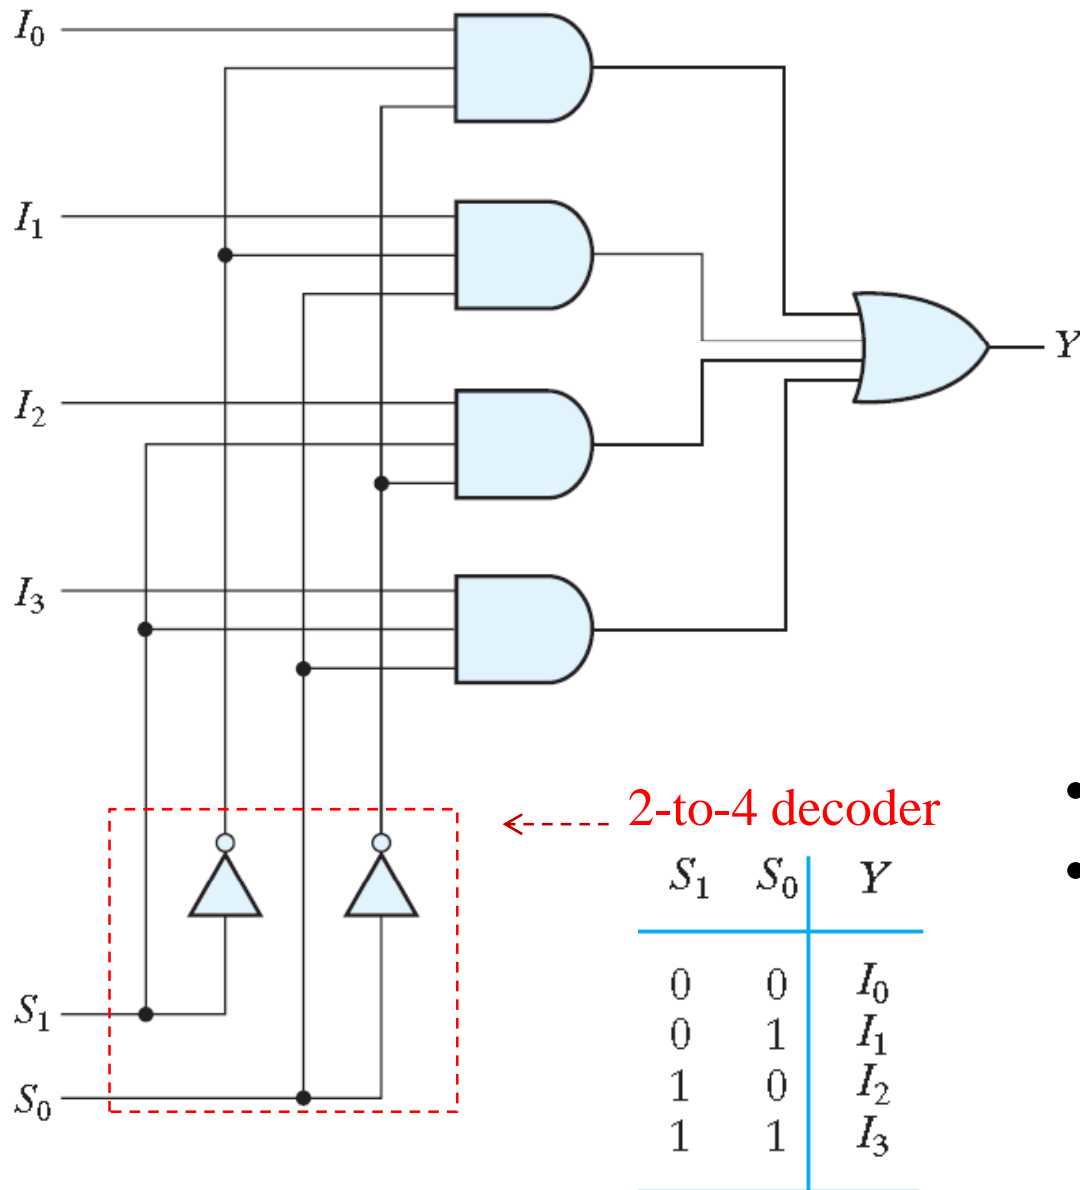 I₀
I₁
I₂
I₃
Y
2-to-4 decoder
S₁ S₀ Y
0 0 I₀
0 1 I₁
1 0 I₂
1 1 I₃
S₁
S₀